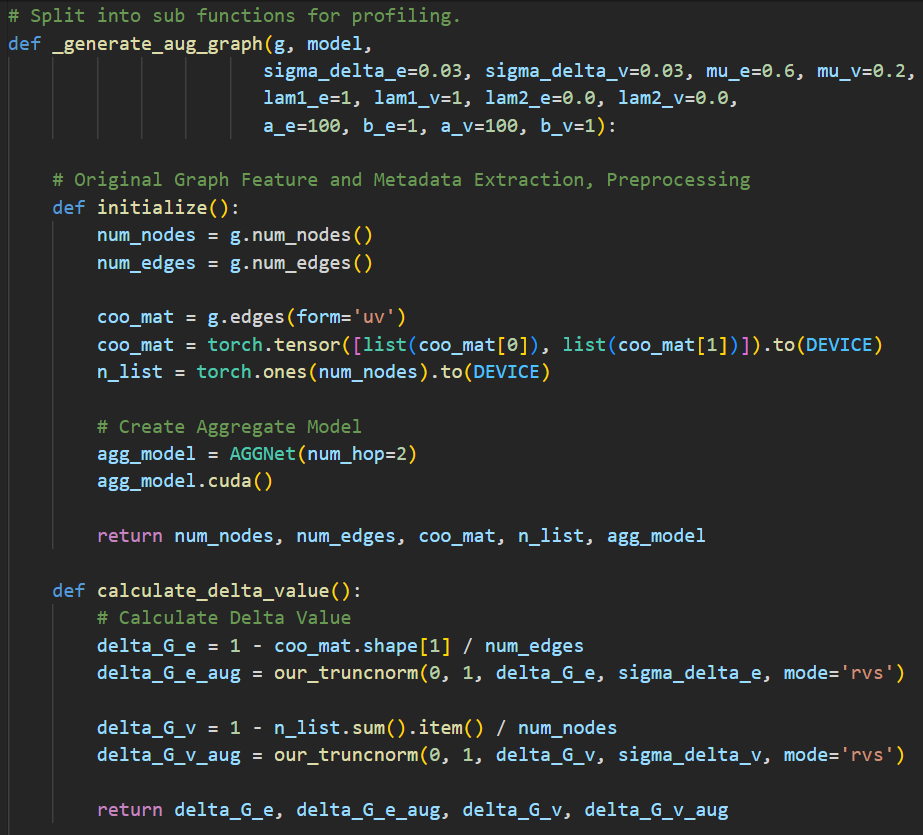 # Split into sub functions for profiling.
def _generate_aug_graph(g, model,
                       sigma_delta_e=0.03, sigma_delta_v=0.03, mu_e=0.6, mu_v=0.2,
                       lam1_e=1, lam1_v=1, lam2_e=0.0, lam2_v=0.0,
                       a_e=100, b_e=1, a_v=100, b_v=1):
    # Original Graph Feature and Metadata Extraction, Preprocessing
    def initialize():
        num_nodes = g.num_nodes()
        num_edges = g.num_edges()
        coo_mat = g.edges(form='uv')
        coo_mat = torch.tensor([list(coo_mat[0]), list(coo_mat[1])]).to(DEVICE)
        n_list = torch.ones(num_nodes).to(DEVICE)
        # Create Aggregate Model
        agg_model = AGGNet(num_hop=2)
        agg_model.cuda()
        return num_nodes, num_edges, coo_mat, n_list, agg_model
    def calculate_delta_value():
        # Calculate Delta Value
        delta_G_e = 1 - coo_mat.shape[1] / num_edges
        delta_G_e_aug = our_truncnorm(0, 1, delta_G_e, sigma_delta_e, mode='rvs')
        delta_G_v = 1 - n_list.sum().item() / num_nodes
        delta_G_v_aug = our_truncnorm(0, 1, delta_G_v, sigma_delta_v, mode='rvs')
        return delta_G_e, delta_G_e_aug, delta_G_v, delta_G_v_aug